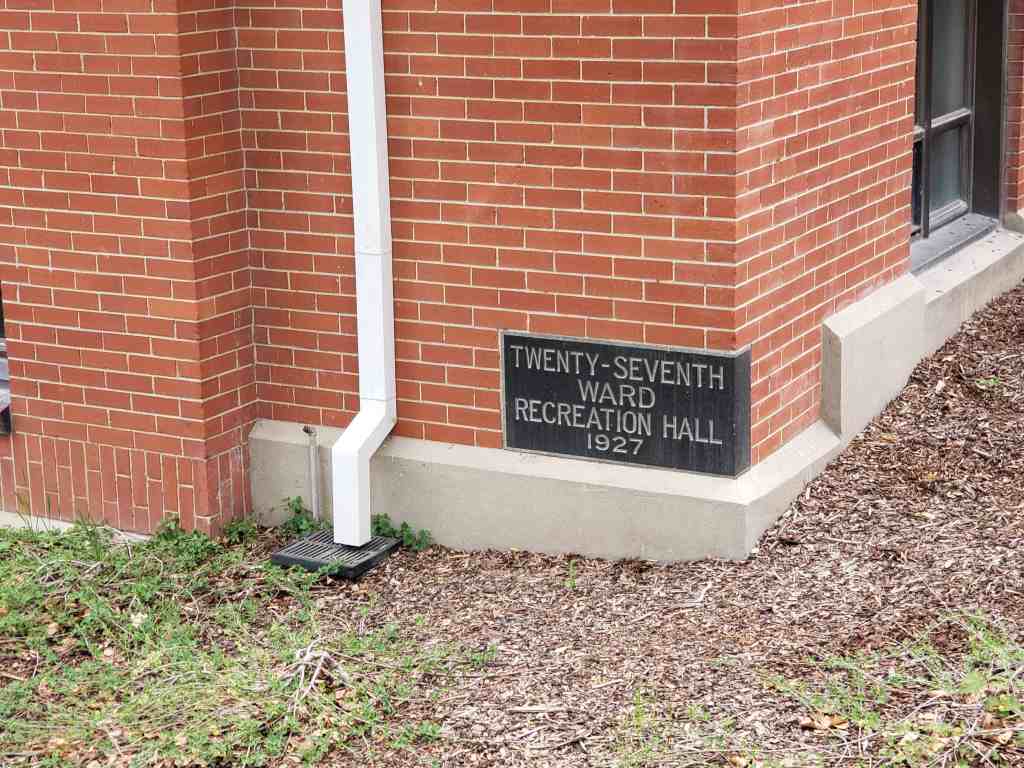 TWENTY-SEVENTH
WARD
RECREATION HALL
1927